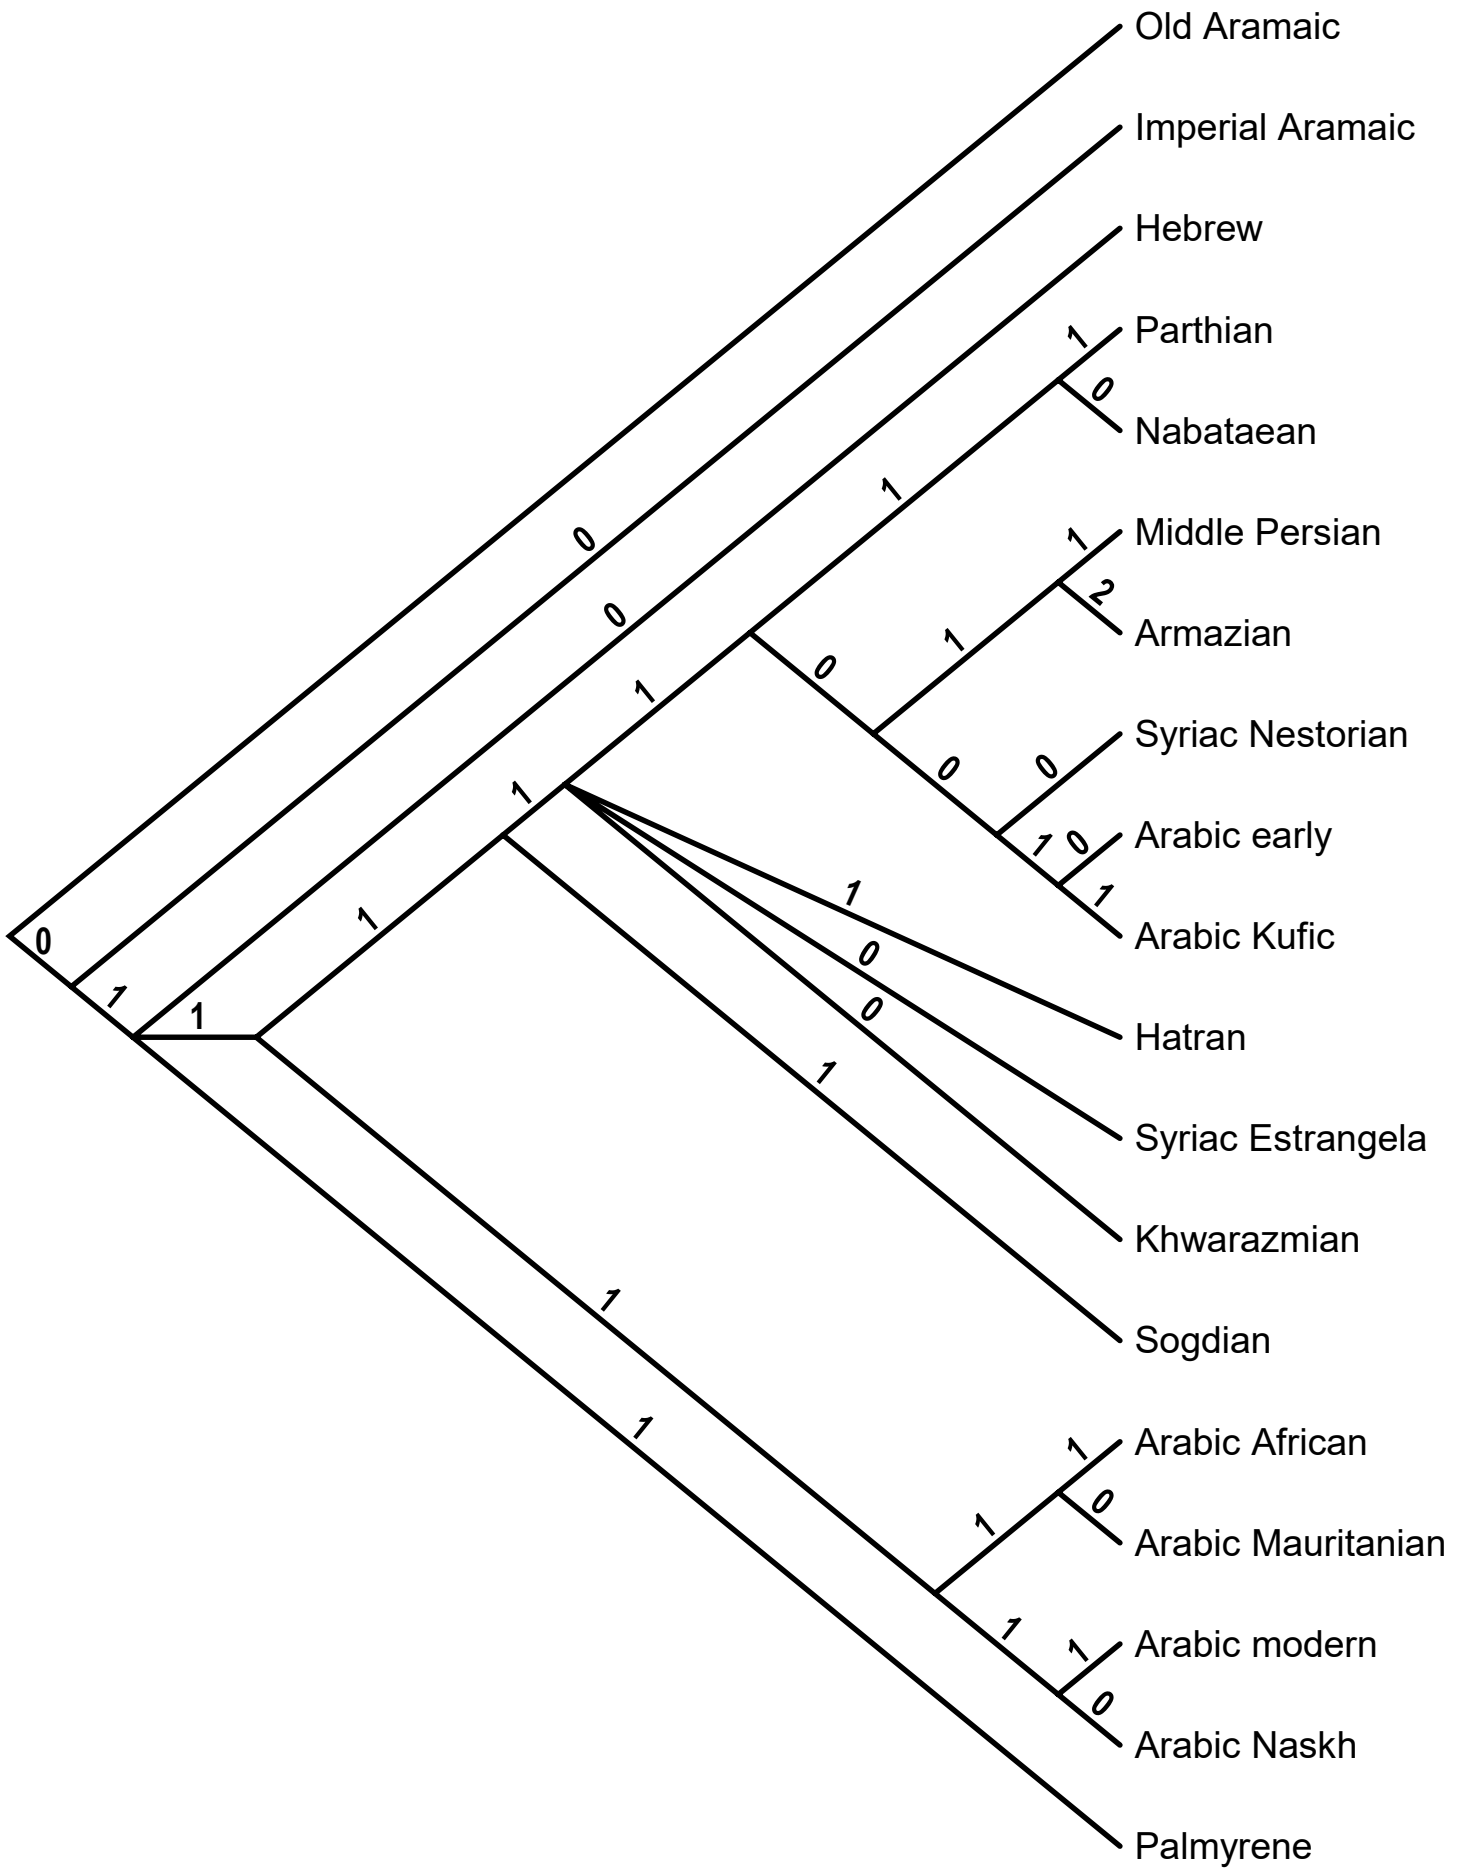 Old Aramaic
Imperial Aramaic
Hebrew
1
Parthian
0
Nabataean
1
1
Middle Persian
0
2
Armazian
0
1
1
0
0
0
Syriac Nestorian
1
1
0
Arabic early
1
1
Arabic Kufic
1
0
0
1
1
0
Hatran
1
Syriac Estrangela
Khwarazmian
1
Sogdian
1
1
1
Arabic African
1
0
Arabic Mauritanian
1
1
Arabic modern
0
Arabic Naskh
Palmyrene